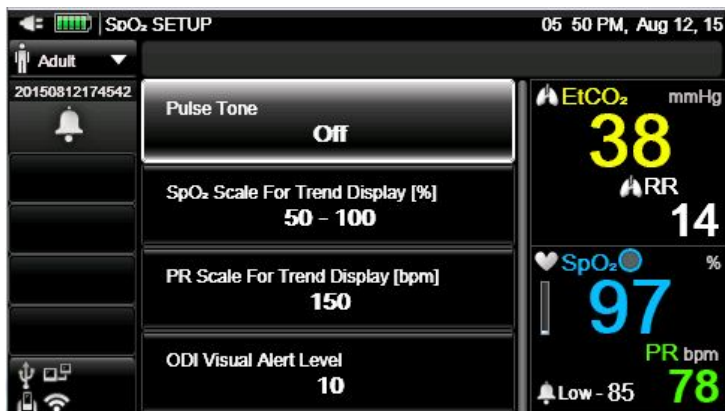 SpO₂ SETUP
05 50 PM, Aug 12, 15
Adult
20150812174542
Pulse Tone
Off
SpO₂ Scale For Trend Display [%]
50 - 100
PR Scale For Trend Display [bpm]
150
ODI Visual Alert Level
10
EtCO₂ mmHg
38
RR
14
SpO₂ %
97
PR bpm
Low - 85 78